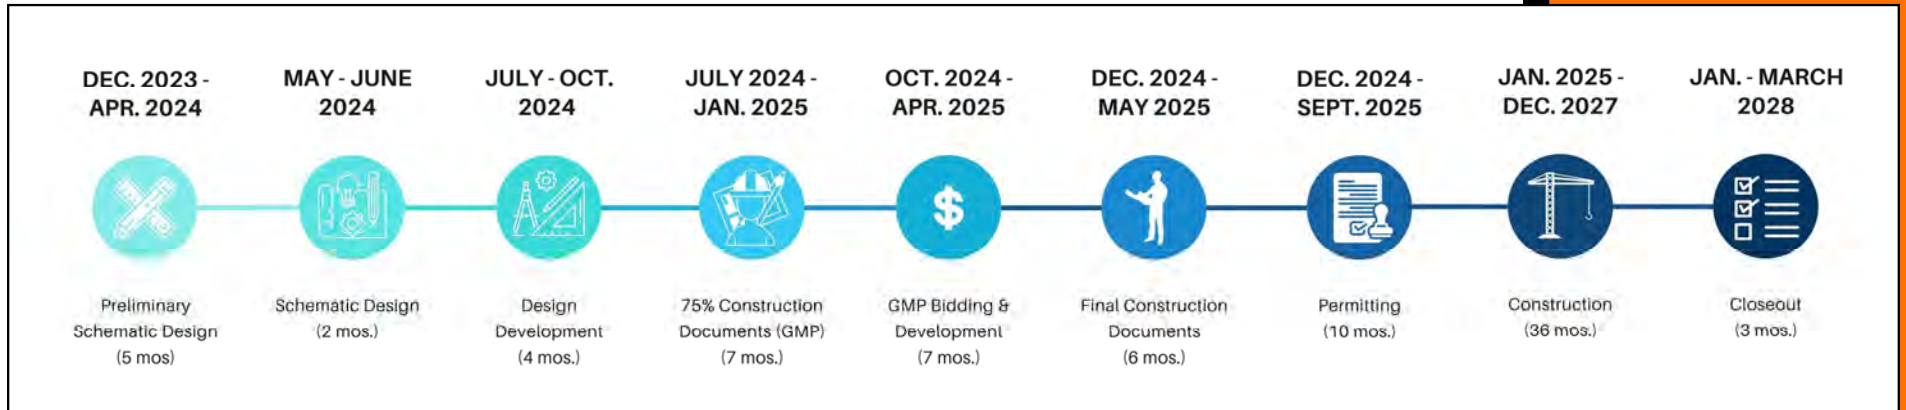 DEC. 2023 -
APR. 2024
MAY - JUNE
2024
JULY - OCT.
2024
JULY 2024 -
JAN. 2025
OCT. 2024 -
APR. 2025
DEC. 2024 -
MAY 2025
DEC. 2024 -
SEPT. 2025
JAN. 2025 -
DEC. 2027
JAN. - MARCH
2028
$
Preliminary
Schematic Design
(5 mos)
Schematic Design
(2 mos.)
Design
Development
(4 mos.)
75% Construction
Documents (GMP)
(7 mos.)
GMP Bidding &
Development
(7 mos.)
Final Construction
Documents
(6 mos.)
Permitting
(10 mos.)
Construction
(36 mos.)
Closeout
(3 mos.)